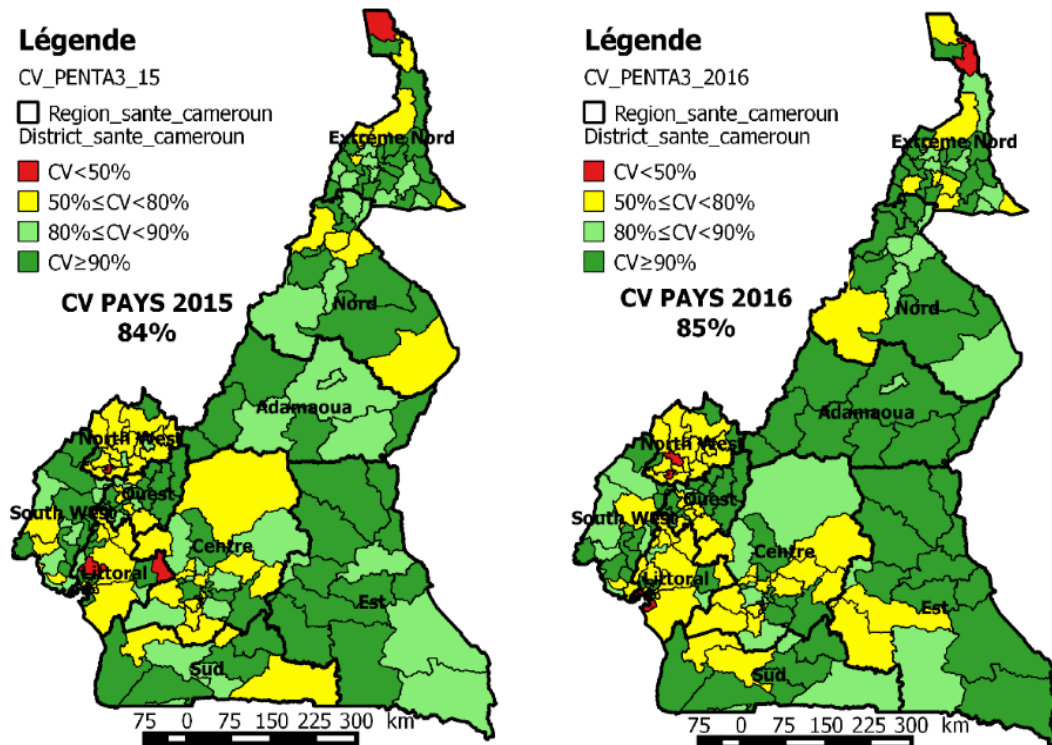 Légende
CV_PENTA3_15
Region_sante_cameroun
District_sante_cameroun
CV<50%
50%≤CV<80%
80%≤CV<90%
CV≥90%
CV PAYS 2015
84%
Extreme Nord
Nord
Adamaoua
North West
Ouest
South West
Centre
Littoral
Est
Sud
75 0 75 150 225 300 km
Légende
CV_PENTA3_2016
Region_sante_cameroun
District_sante_cameroun
CV<50%
50%≤CV<80%
80%≤CV<90%
CV≥90%
CV PAYS 2016
85%
Extreme Nord
Nord
Adamaoua
North West
Ouest
South West
Centre
Littoral
Est
Sud
75 0 75 150 225 300 km